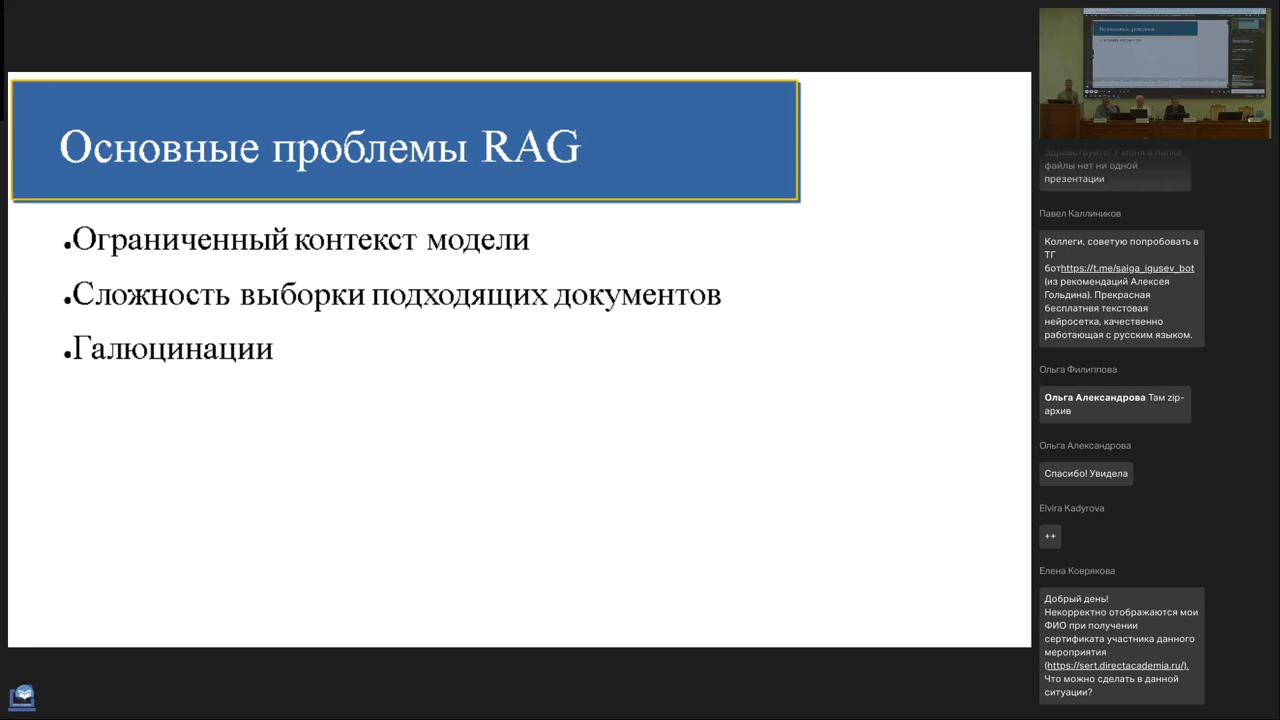 Основные проблемы RAG
•Ограниченный контекст модели
•Сложность выборки подходящих документов
•Галюцинации
Здравствуйте! У меня в папке
файлы нет ни одной
презентации
Павел Каллиников
Коллеги, советую попробовать в
ТГ
ботhttps://t.me/saiga_igusev_bot
(из рекомендаций Алексея
Гольдина). Прекрасная
бесплатнвя текстовая
нейросетка, качественно
работающая с русским языком.
Ольга Филиппова
Ольга Александрова Там zip-
архив
Ольга Александрова
Спасибо! Увидела
Elvira Kadyrova
++
Елена Коврякова
Добрый день!
Некорректно отображаются мои
ФИО при получении
сертификата участника данного
мероприятия
(https://sert.directacademia.ru/).
Что можно сделать в данной
ситуации?